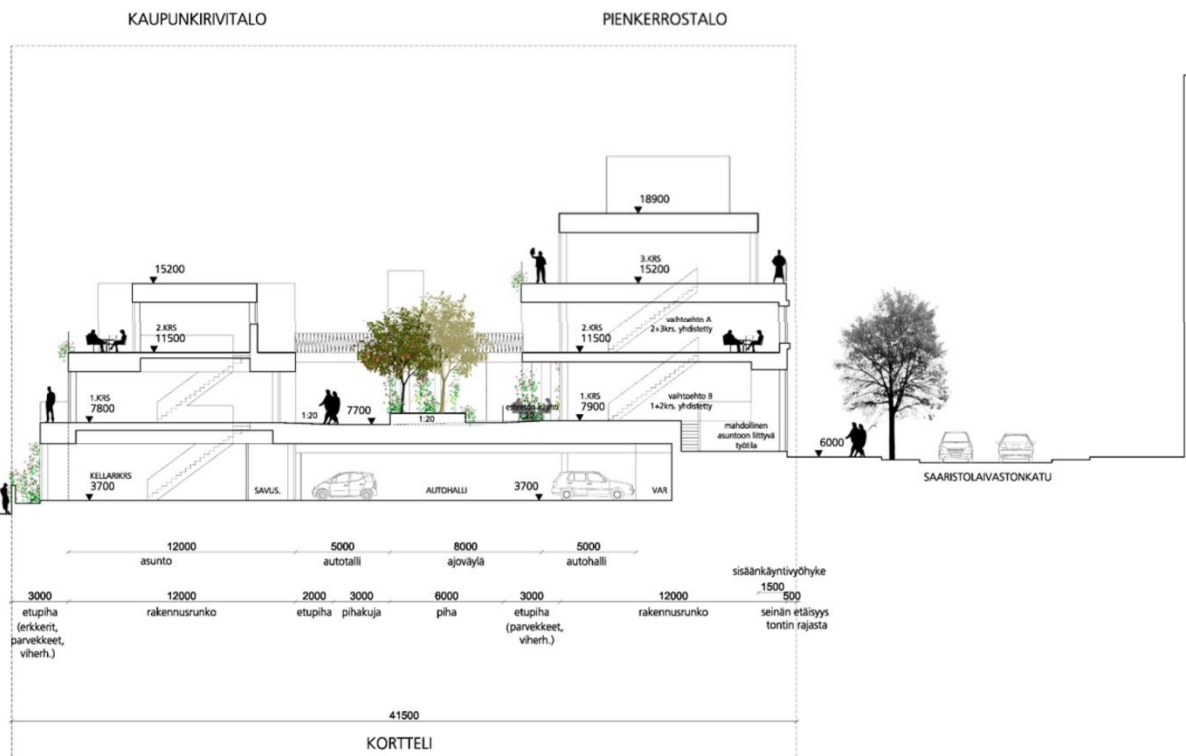 KAUPUNKIRIVITALO
PIENKERROSTALO
18900
3.KRS
15200
15200
2.KRS
11500
2.KRS
11500
vaihtoehto A
2+3krs. yhdistetty
1.KRS
7800
1:20
7700
1:20
esteetön käynti
1.KRS
7900
vaihtoehto B
1+2krs. yhdistetty
mahdollinen
asuntoon liittyvä
työtila
6000
SAARISTOLAIVASTONKATU
KELLARIKRS
3700
SAVUS.
AUTOHALLI
3700
VAR
12000
5000
8000
5000
asunto
autotalli
ajoväylä
autohalli
sisäänkäyntivyöhyke
1500
3000
12000
2000
3000
6000
3000
12000
500
etupiha
(erkkerit,
parvekkeet,
viherh.)
rakennusrunko
etupiha
pihakuja
piha
etupiha
(parvekkeet,
viherh.)
rakennusrunko
seinän etäisyys
tontin rajasta
41500
KORTTELI